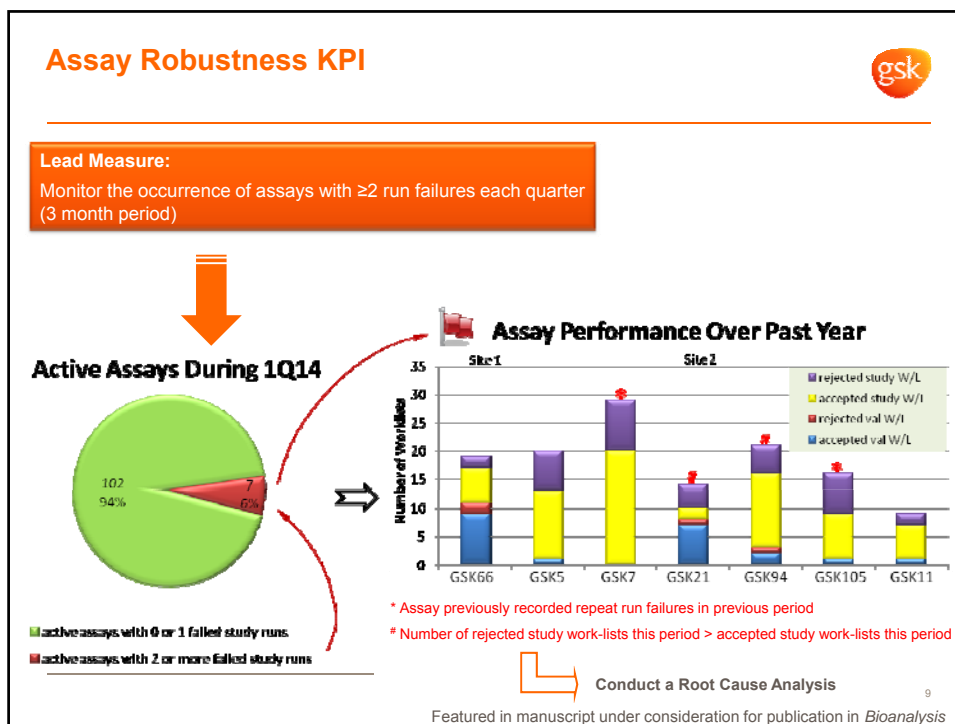 Assay Robustness KPI
gsk
Lead Measure:
Monitor the occurrence of assays with ≥2 run failures each quarter
(3 month period)
Active Assays During 1Q14
102
94%
7
6%
active assays with 0 or 1 failed study runs
active assays with 2 or more failed study runs
Assay Performance Over Past Year
Site 1
Site 2
Number of Worklists
35
30
25
20
15
10
5
0
rejected study W/L
accepted study W/L
rejected val W/L
accepted val W/L
GSK66 GSK5 GSK7 GSK21 GSK94 GSK105 GSK11
* Assay previously recorded repeat run failures in previous period
# Number of rejected study work-lists this period > accepted study work-lists this period
Conduct a Root Cause Analysis
9
Featured in manuscript under consideration for publication in Bioanalysis